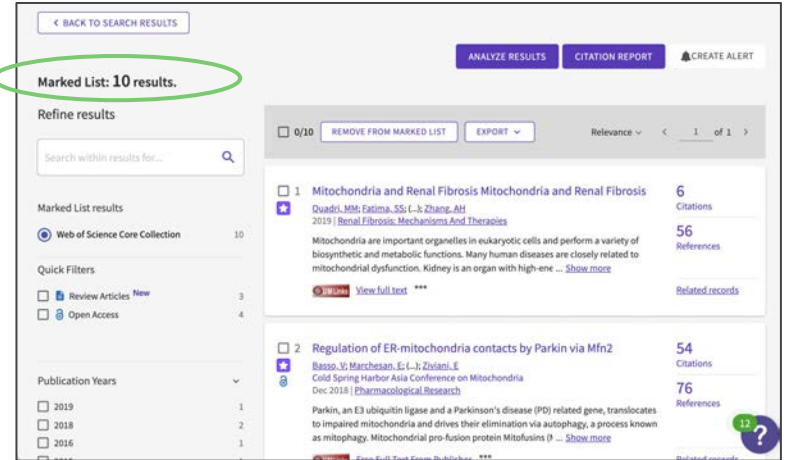 < BACK TO SEARCH RESULTS
ANALYZE RESULTS CITATION REPORT CREATE ALERT
Marked List: 10 results.
Refine results
Search within results for...
Marked List results
Web of Science Core Collection 10
Quick Filters
Review Articles New 3
Open Access 4
Publication Years
2019 1
2018 2
2016 1
0/10 REMOVE FROM MARKED LIST EXPORT Relevance < 1 of 1 >
1 Mitochondria and Renal Fibrosis Mitochondria and Renal Fibrosis
Quadri, MM; Fatima, SS; (...); Zhang, AH
2019 | Renal Fibrosis: Mechanisms And Therapies
Mitochondria are important organelles in eukaryotic cells and perform a variety of
biosynthetic and metabolic functions. Many human diseases are closely related to
mitochondrial dysfunction. Kidney is an organ with high-ene ... Show more
View full text ***
6
Citations
56
References
Related records
2 Regulation of ER-mitochondria contacts by Parkin via Mfn2
Basso, V; Marchesan, E; (...); Ziviani, E
Cold Spring Harbor Asia Conference on Mitochondria
Dec 2018 | Pharmacological Research
Parkin, an E3 ubiquitin ligase and a Parkinson's disease (PD) related gene, translocates
to impaired mitochondria and drives their elimination via autophagy, a process known
as mitophagy. Mitochondrial pro-fusion protein Mitofusins (M ... Show more
Free Full Text From Publisher ***
54
Citations
76
References
Related records
12
?